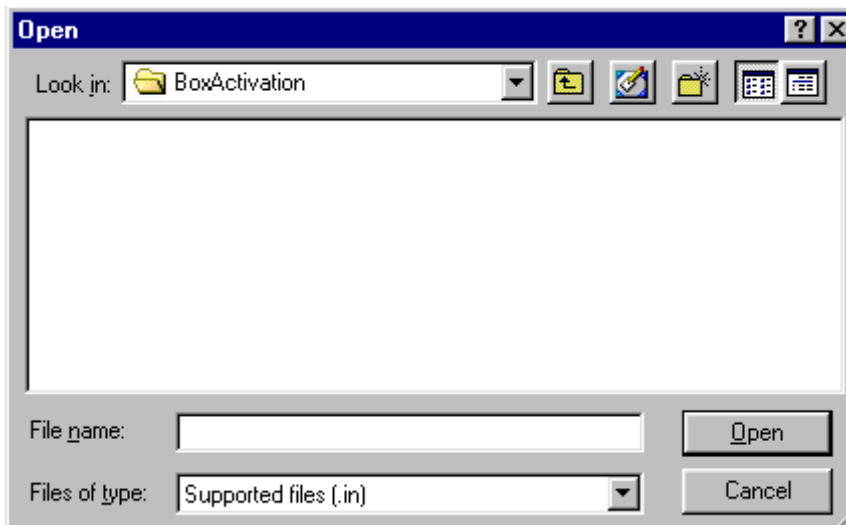 Open
Look in: BoxActivation
File name:
Open
Files of type: Supported files (.in)
Cancel